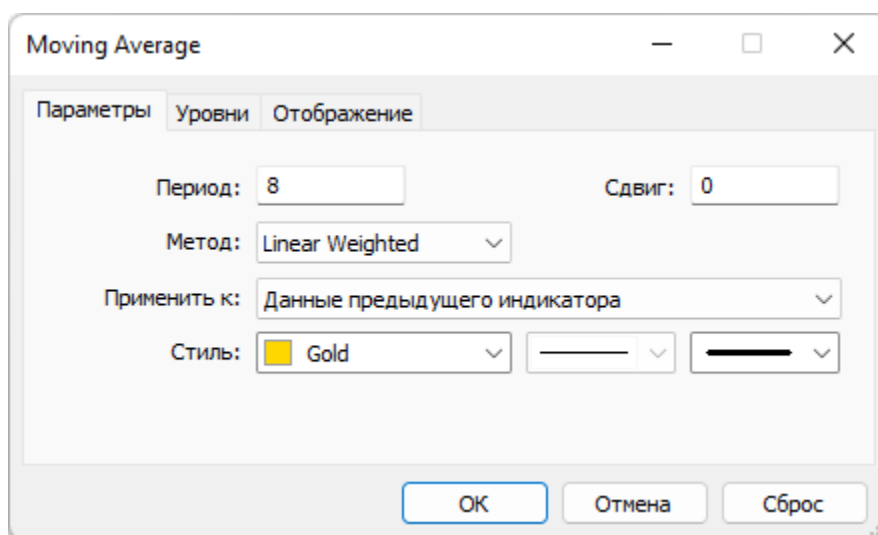 Moving Average
Параметры Уровни Отображение
Период: 8 Сдвиг: 0
Метод: Linear Weighted
Применить к: Данные предыдущего индикатора
Стиль: Gold
ОК Отмена Сброс